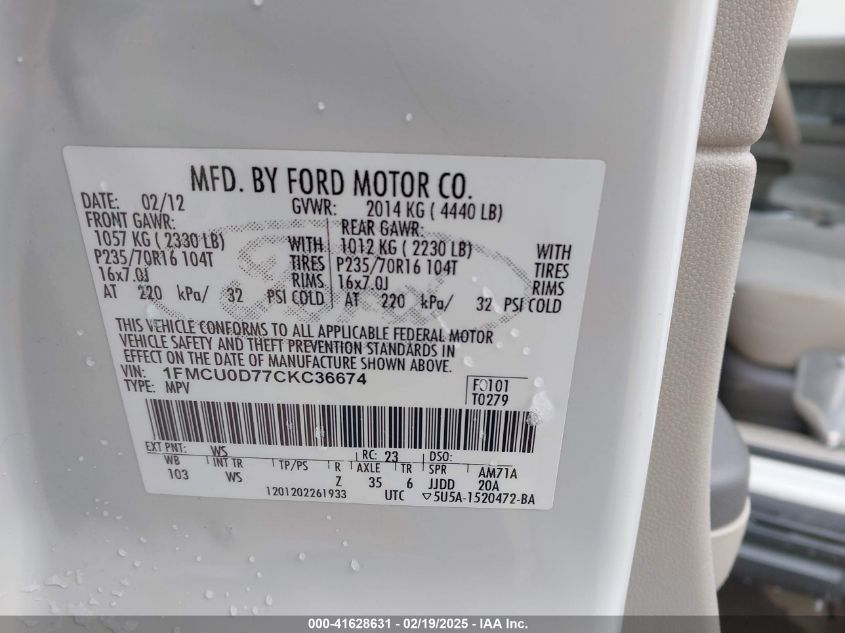 MFD. BY FORD MOTOR CO.
DATE: 02/12 GVWR: 2014 KG ( 4440 LB)
FRONT GAWR: REAR GAWR:
1057 KG ( 2330 LB) WITH 1012 KG ( 2230 LB) WITH
P235/70R16 104T TIRES P235/70R16 104T TIRES
16x7.0J RIMS 16x7.0J RIMS
AT 220 kPa/ 32 PSI COLD AT 220 kPa/ 32 PSI COLD
THIS VEHICLE CONFORMS TO ALL APPLICABLE FEDERAL MOTOR
VEHICLE SAFETY AND THEFT PREVENTION STANDARDS IN
EFFECT ON THE DATE OF MANUFACTURE SHOWN ABOVE.
VIN: 1FMCU0D77CKC36674 F0101
TYPE: MPV T0279
EXT PNT: WS RC: 23 DSO:
WB INT TR TP/PS R AXLE TR SPR AM71A
103 WS Z 35 6 JJDD 20A
1201202261933 UTC ▽5U5A-1520472-BA
Ford
000-41628631 - 02/19/2025 - IAA Inc.